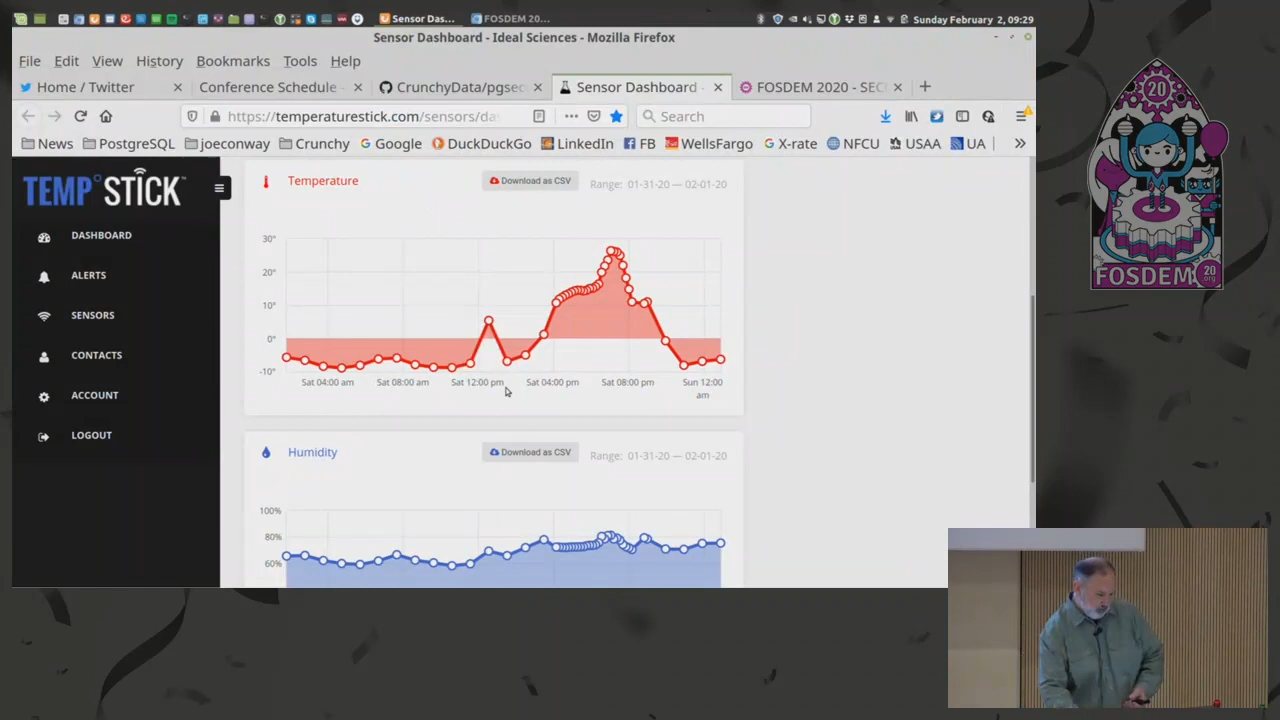 Sensor Das...
FOSDEM 20...
Sunday February 2, 09:29
Sensor Dashboard - Ideal Sciences - Mozilla Firefox
File Edit View History Bookmarks Tools Help
Home / Twitter
Conference Schedule -
CrunchyData/pgsec
Sensor Dashboard -
FOSDEM 2020 - SEC
https://temperaturestick.com/sensors/das
Search
News
PostgreSQL
joeconway
Crunchy
Google
DuckDuckGo
LinkedIn
FB
WellsFargo
X-rate
NFCU
USAA
UA
TEMP STICK™
DASHBOARD
ALERTS
SENSORS
CONTACTS
ACCOUNT
LOGOUT
Temperature
Download as CSV
Range: 01-31-20 — 02-01-20
30°
20°
10°
0°
-10°
Sat 04:00 am
Sat 08:00 am
Sat 12:00 pm
Sat 04:00 pm
Sat 08:00 pm
Sun 12:00 am
Humidity
Download as CSV
Range: 01-31-20 — 02-01-20
100%
80%
60%
20
FOSDEM
20
.org